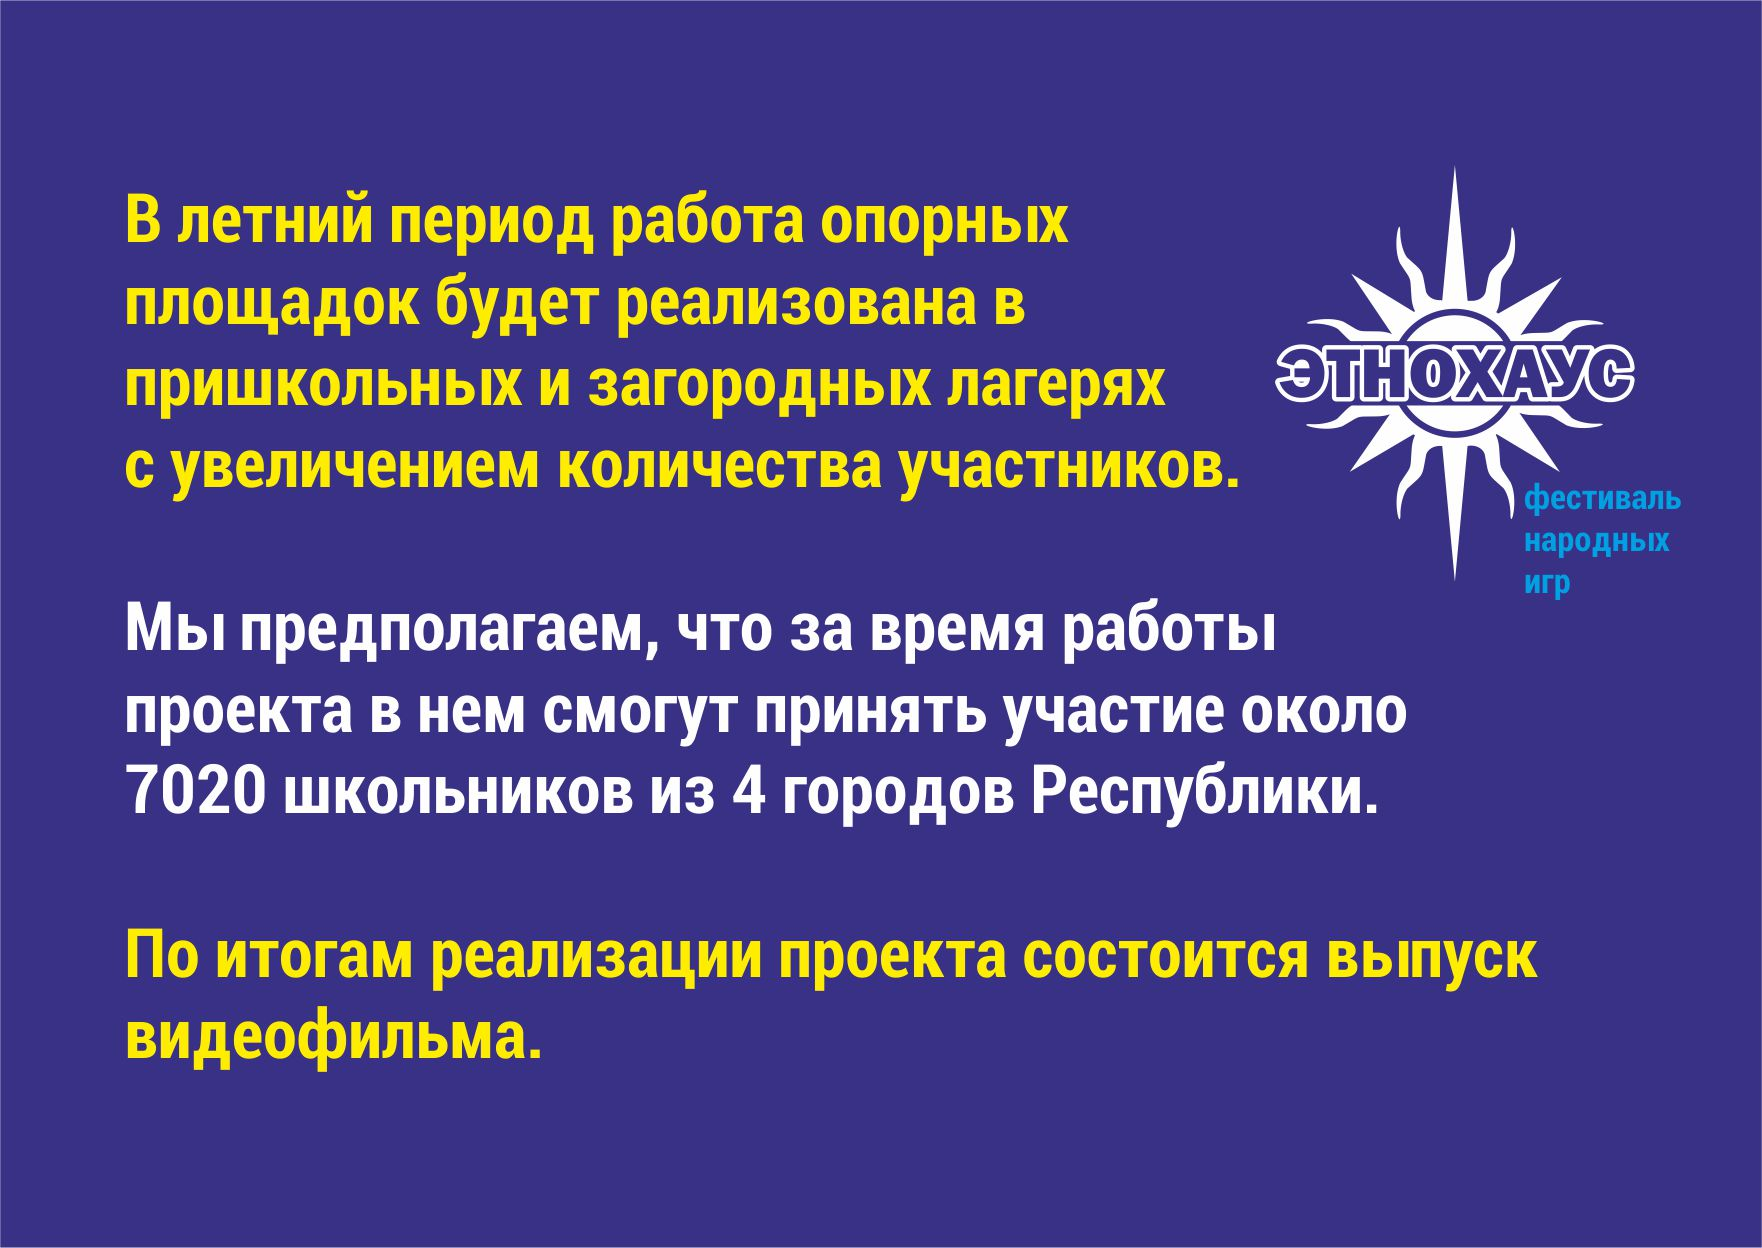 В летний период работа опорных
площадок будет реализована в
пришкольных и загородных лагерях
с увеличением количества участников.
ЭТНОХАУС
фестиваль
народных
игр
Мы предполагаем, что за время работы
проекта в нем смогут принять участие около
7020 школьников из 4 городов Республики.
По итогам реализации проекта состоится выпуск
видеофильма.